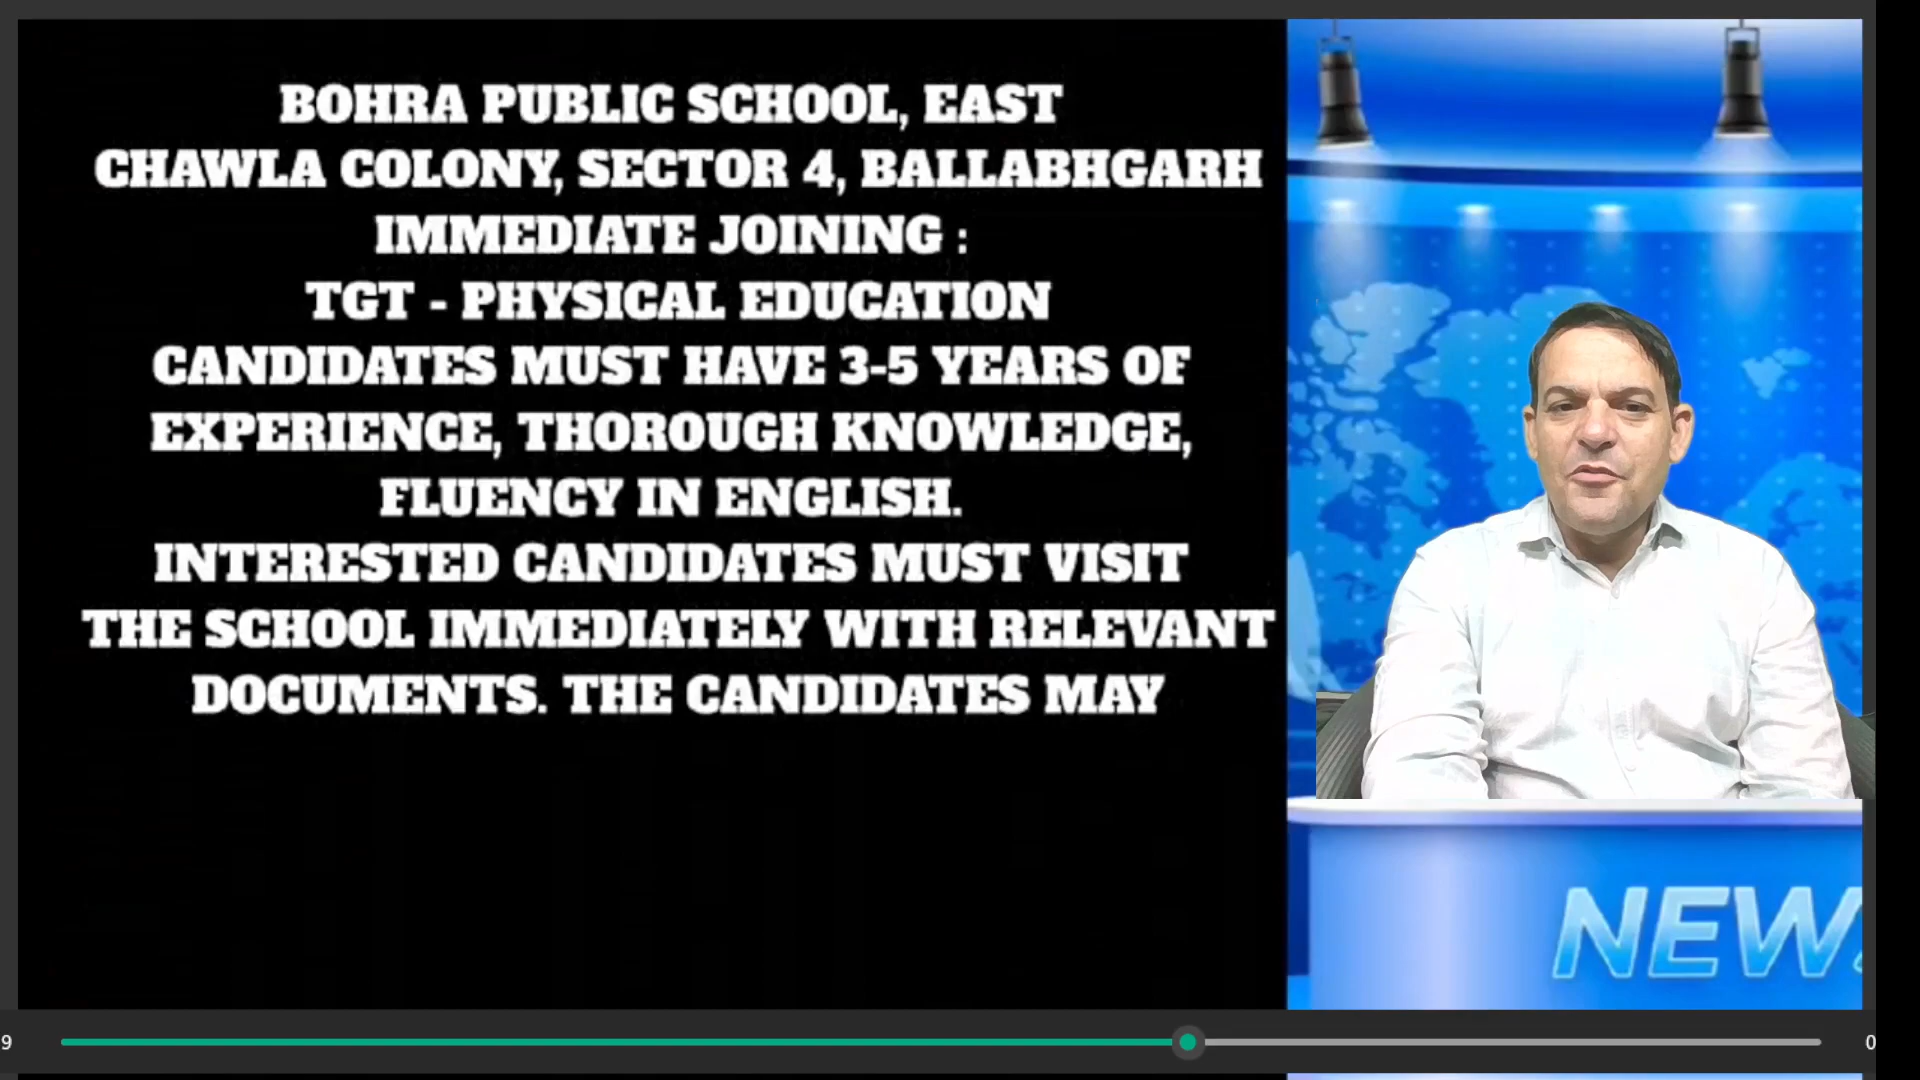 BOHRA PUBLIC SCHOOL, EAST
CHAWLA COLONY, SECTOR 4, BALLABHGARH
IMMEDIATE JOINING :
TGT - PHYSICAL EDUCATION
CANDIDATES MUST HAVE 3-5 YEARS OF
EXPERIENCE, THOROUGH KNOWLEDGE,
FLUENCY IN ENGLISH.
INTERESTED CANDIDATES MUST VISIT
THE SCHOOL IMMEDIATELY WITH RELEVANT
DOCUMENTS. THE CANDIDATES MAY
NEW
9
0